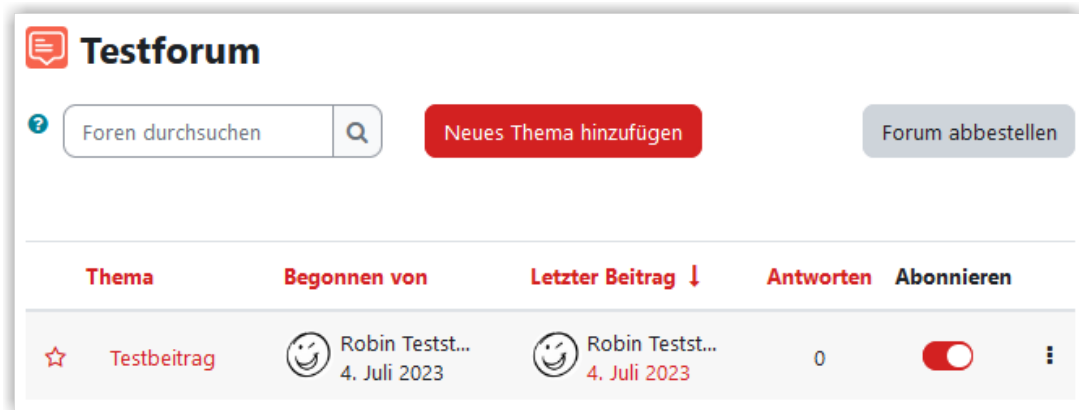 Testforum
Foren durchsuchen Neues Thema hinzufügen Forum abbestellen
Thema Begonnen von Letzter Beitrag ↓ Antworten Abonnieren
Testbeitrag Robin Testst... Robin Testst... 0
4. Juli 2023 4. Juli 2023